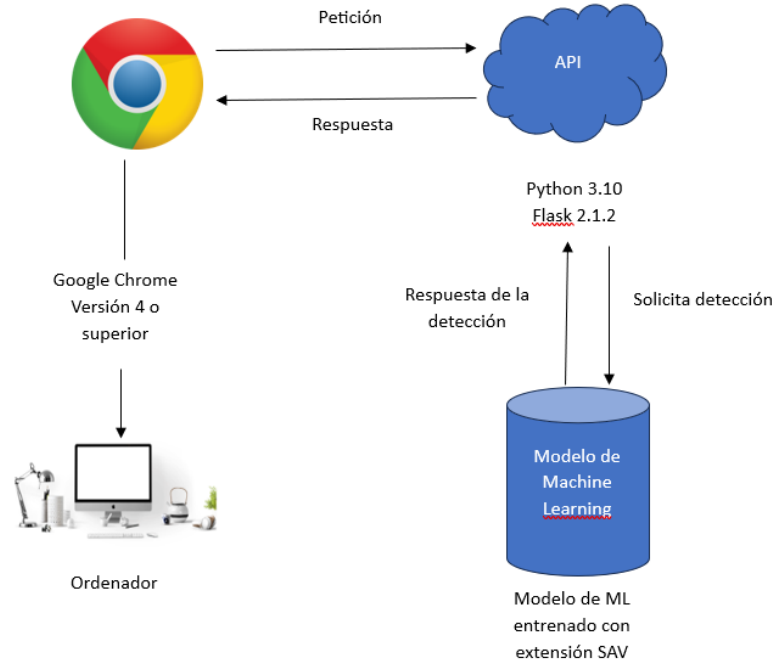 Petición
API
Respuesta
Python 3.10
Flask 2.1.2
Google Chrome
Versión 4 o
superior
Respuesta de la
detección
Solicita detección
Modelo de
Machine
Learning
Ordenador
Modelo de ML
entrenado con
extensión SAV